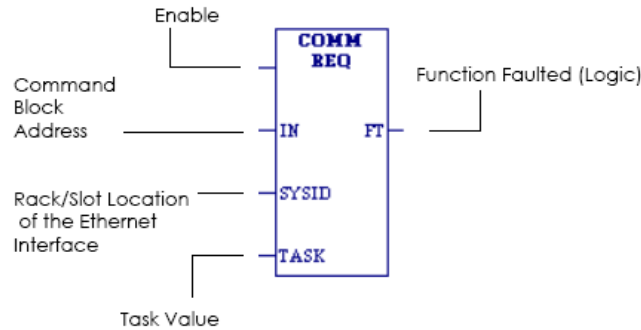 Enable
COMM
REQ
Function Faulted (Logic)
Command
Block
Address
IN
FT
Rack/Slot Location
of the Ethernet
Interface
SYSID
TASK
Task Value